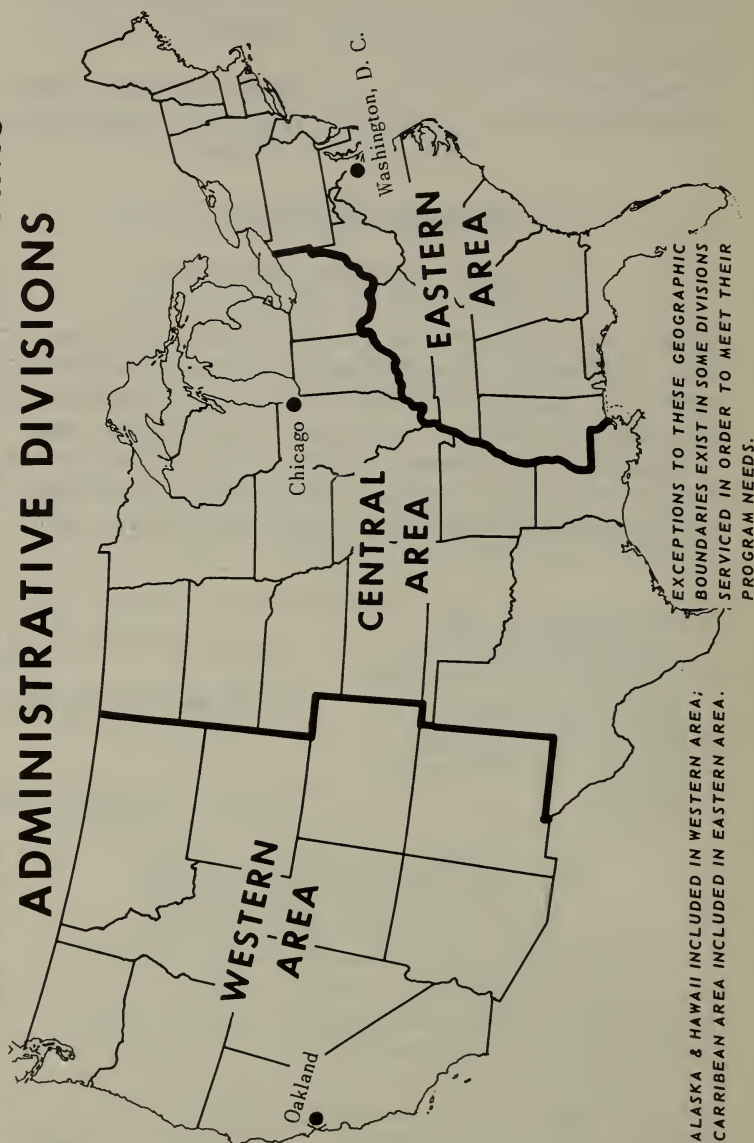 ADMINISTRATIVE DIVISIONS
WESTERN
AREA
CENTRAL
AREA
EASTERN
AREA
Oakland
Chicago
Washington, D. C.
ALASKA & HAWAII INCLUDED IN WESTERN AREA;
CARRIBEAN AREA INCLUDED IN EASTERN AREA.
EXCEPTIONS TO THESE GEOGRAPHIC
BOUNDARIES EXIST IN SOME DIVISIONS
SERVICED IN ORDER TO MEET THEIR
PROGRAM NEEDS.